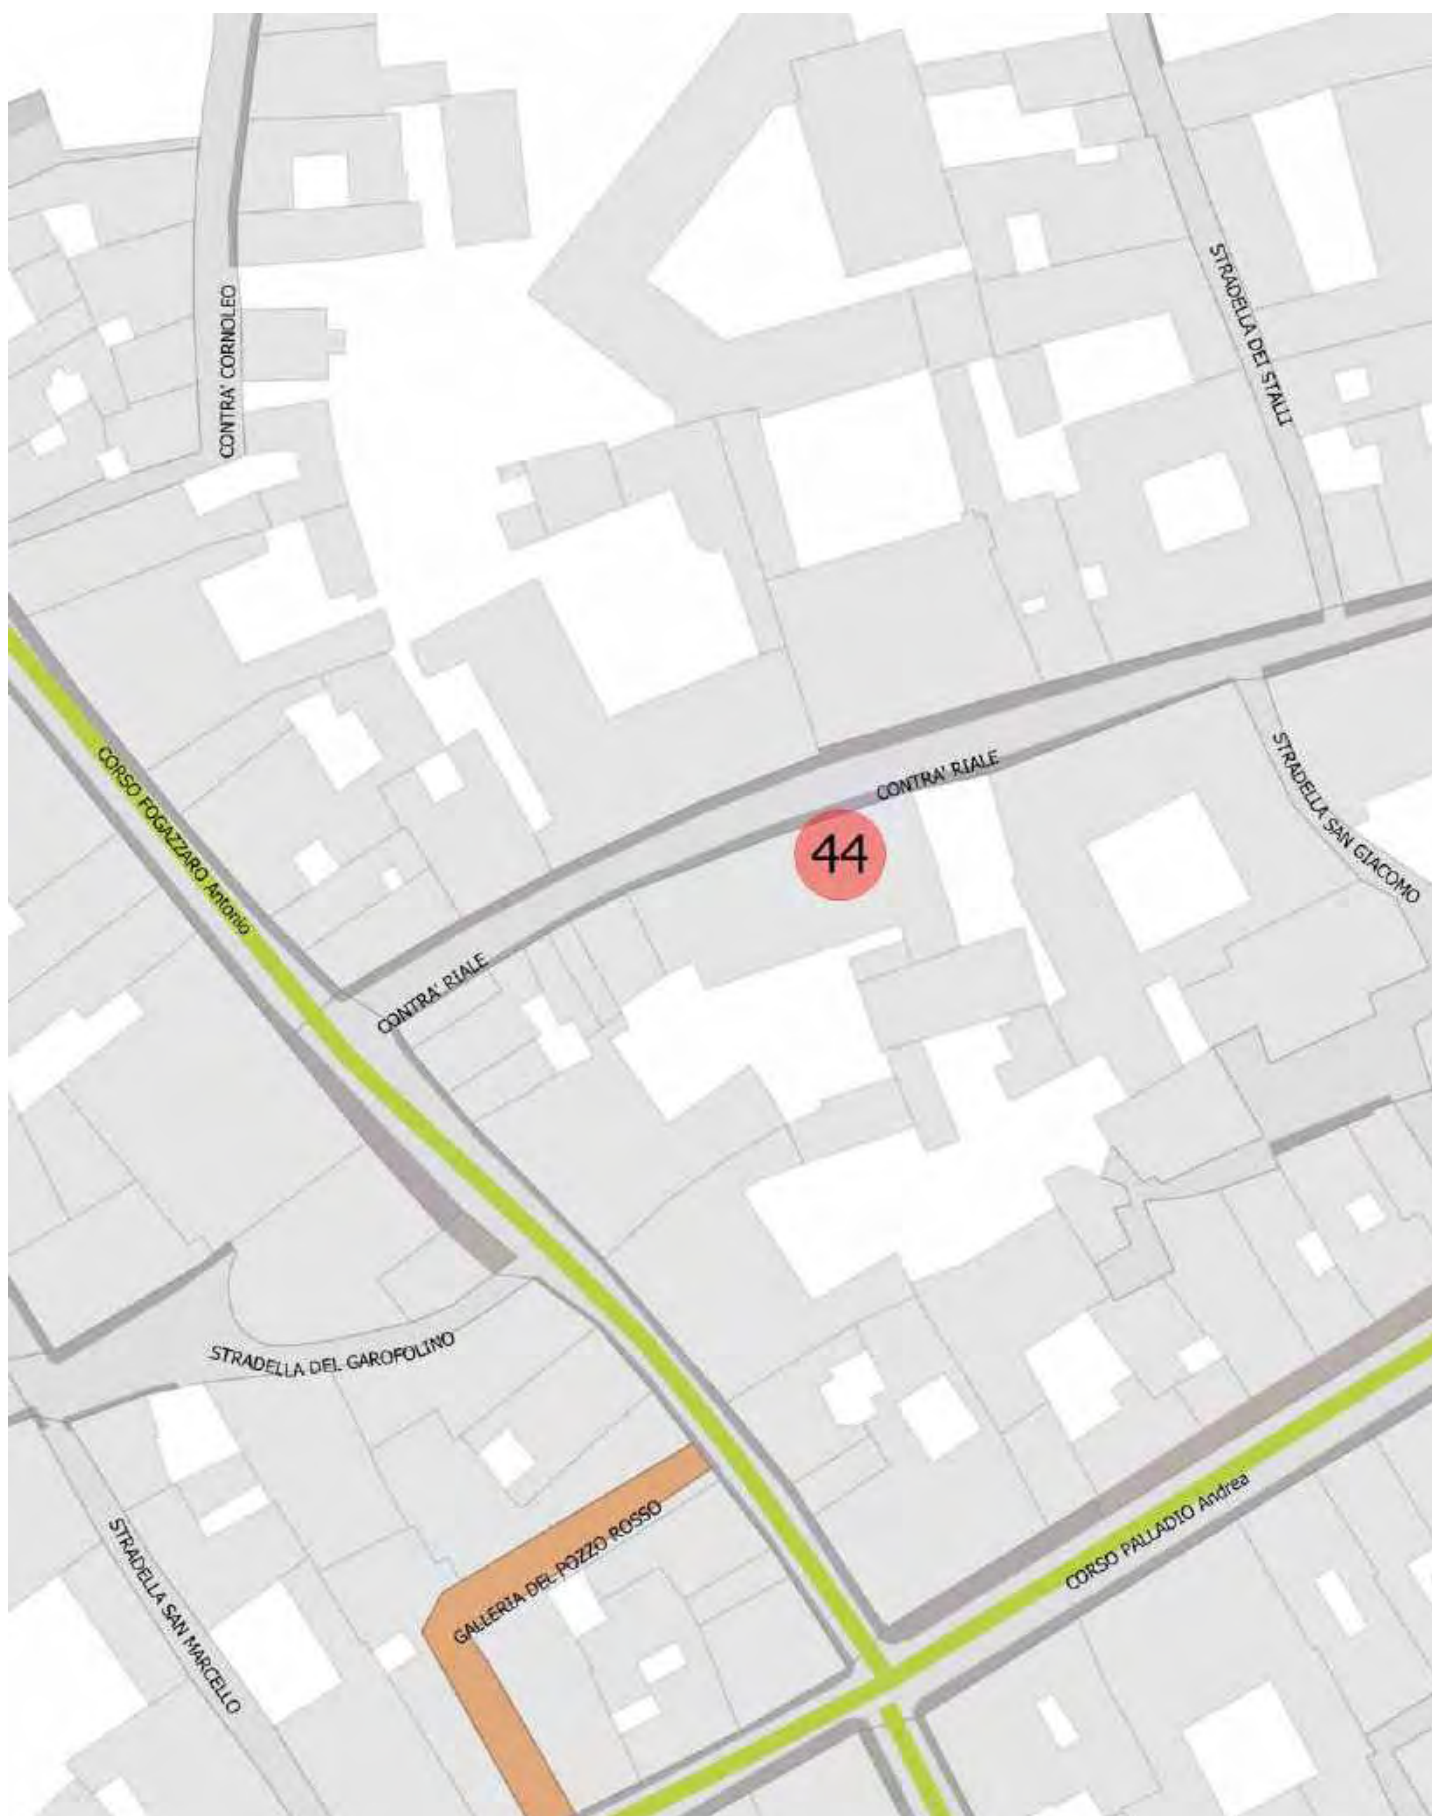 STRADELLA DEI STALLI
CONTRA' CORNOLEO
STRADELLA SAN GIACOMO
CONTRA' RIALE
CORSO FOGAZZARO Antonio
44
CONTRA' RIALE
STRADELLA DEL GAROFOLINO
CORSO PALLADIO Andrea
GALLERIA DEL POZZO ROSSO
STRADELLA SAN MARCELLO